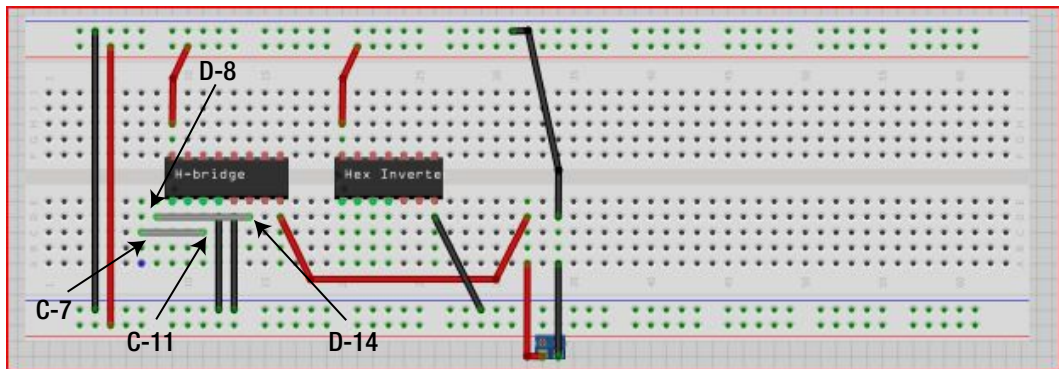 D-8
H-bridge
Hex Inverte
C-7
C-11
D-14